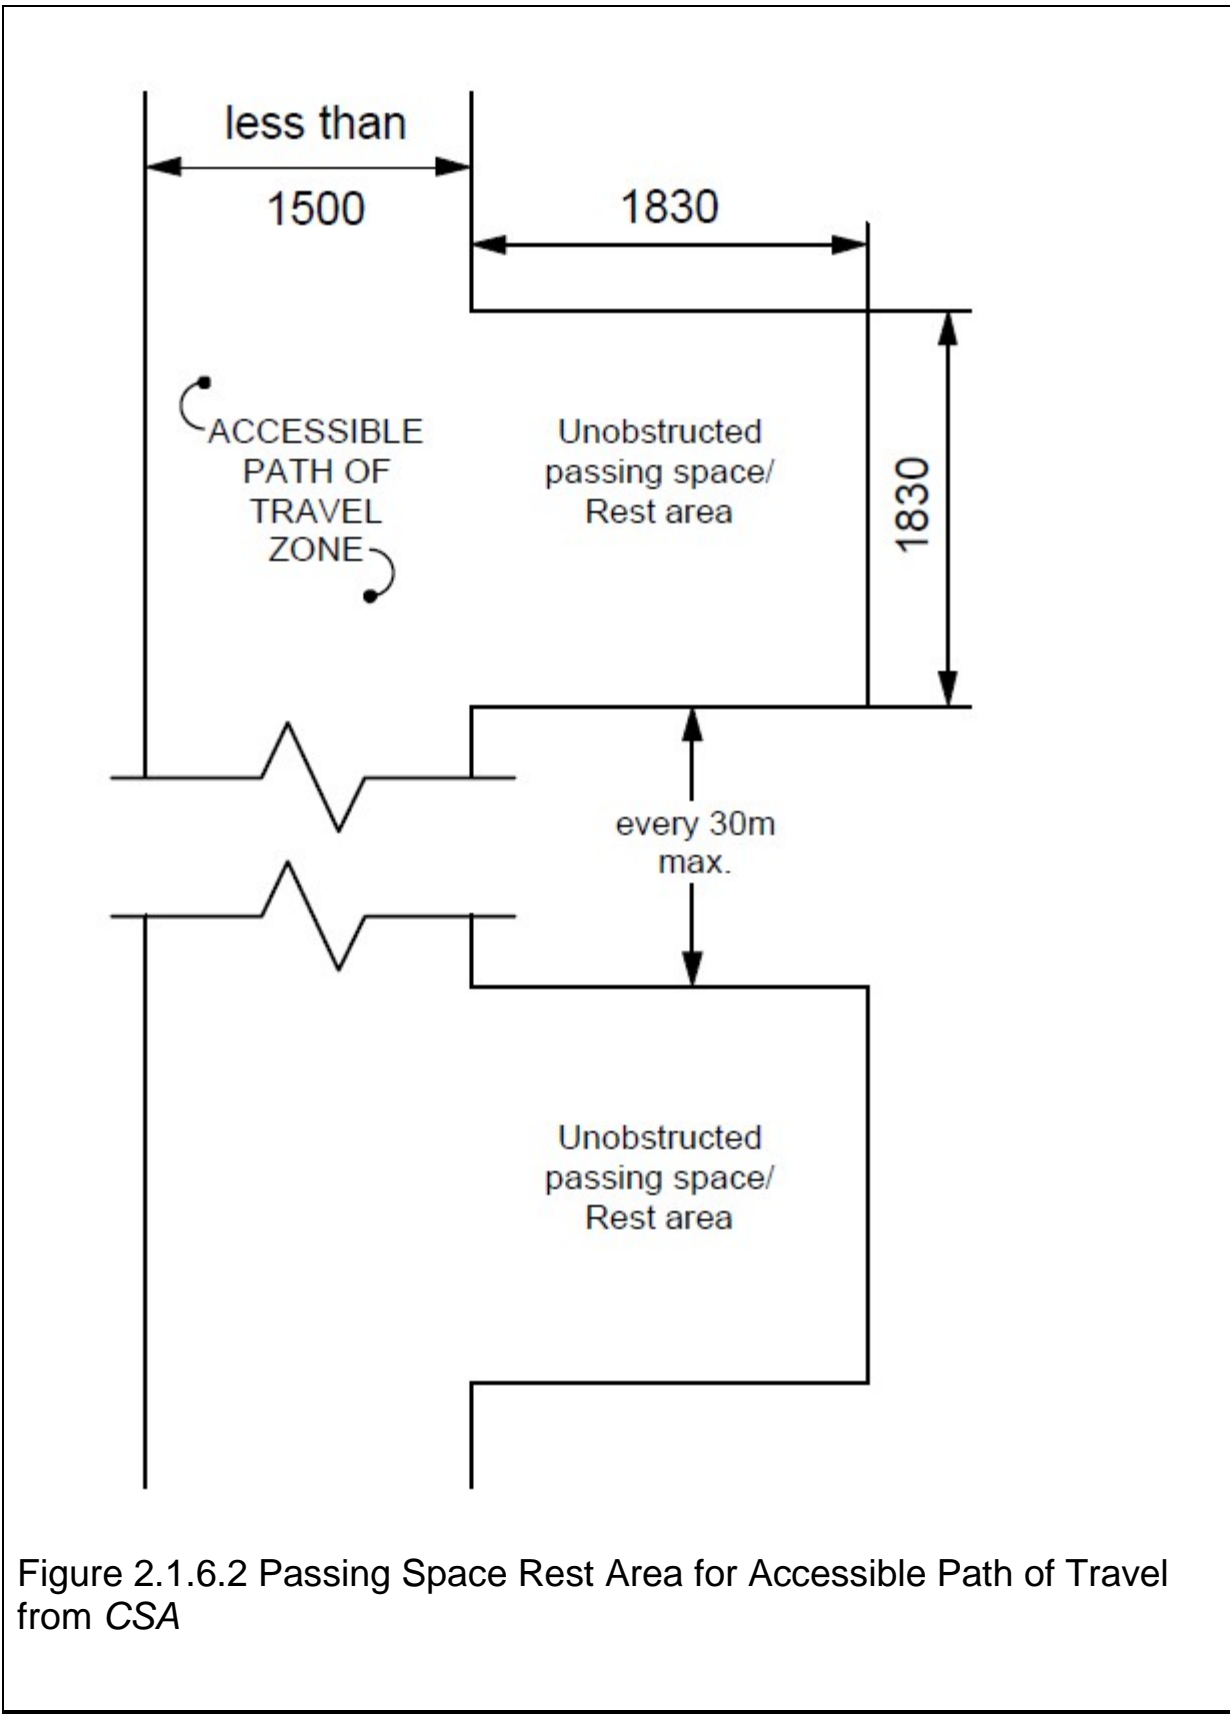 less than
1500
1830
ACCESSIBLE
PATH OF
TRAVEL
ZONE
Unobstructed
passing space/
Rest area
1830
every 30m
max.
Unobstructed
passing space/
Rest area
Figure 2.1.6.2 Passing Space Rest Area for Accessible Path of Travel
from CSA